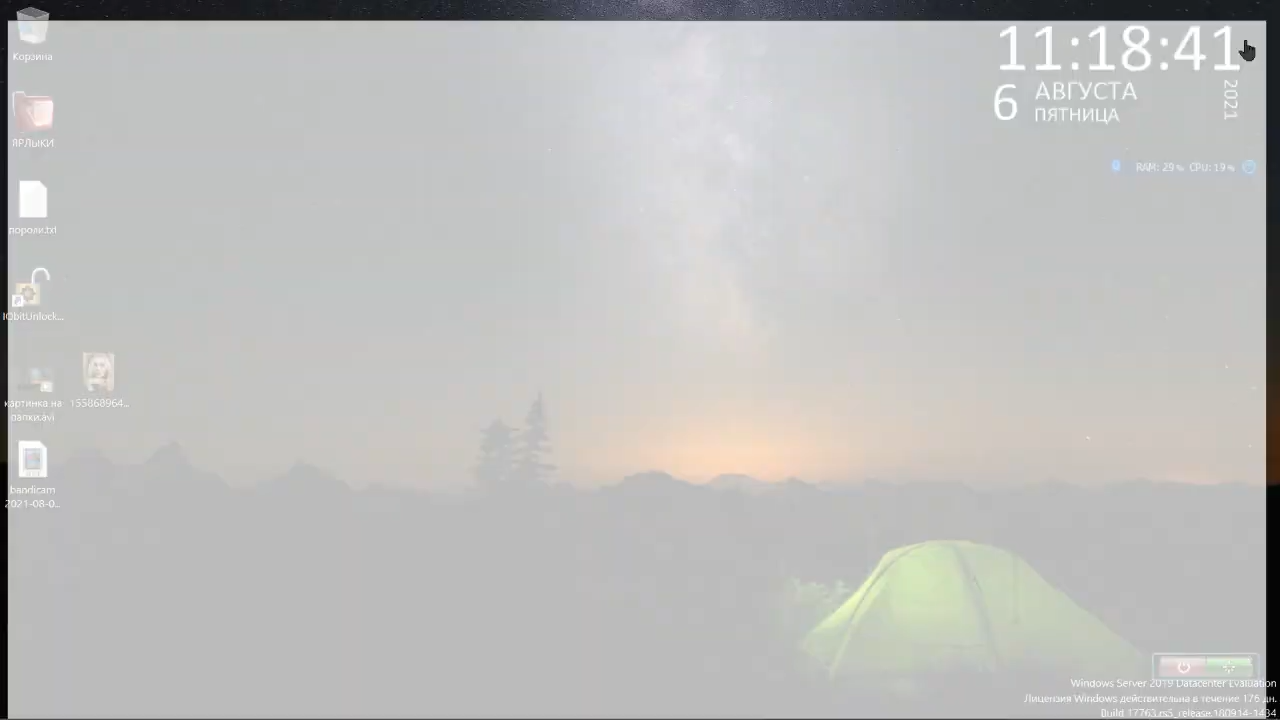 Корзина
ЯРЛЫКИ
пороли.txt
IObitUnlock...
картинка на
папки.avi
155868964...
bandicam
2021-08-0...
11:18:41
6
АВГУСТА
ПЯТНИЦА
2021
RAM: 29% CPU: 19%
Windows Server 2019 Datacenter Evaluation
Лицензия Windows действительна в течение 176 дн.
Build 17763.rs5_release.180914-1434